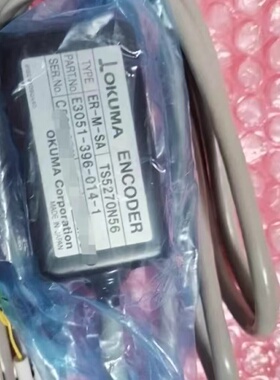 OKUMA ENCODER
TYPE ER-M-SA TS5270N56
PART.NO. E3051-396-014-1
SER.NO. C
OKUMA Corporation
MADE IN JAPAN